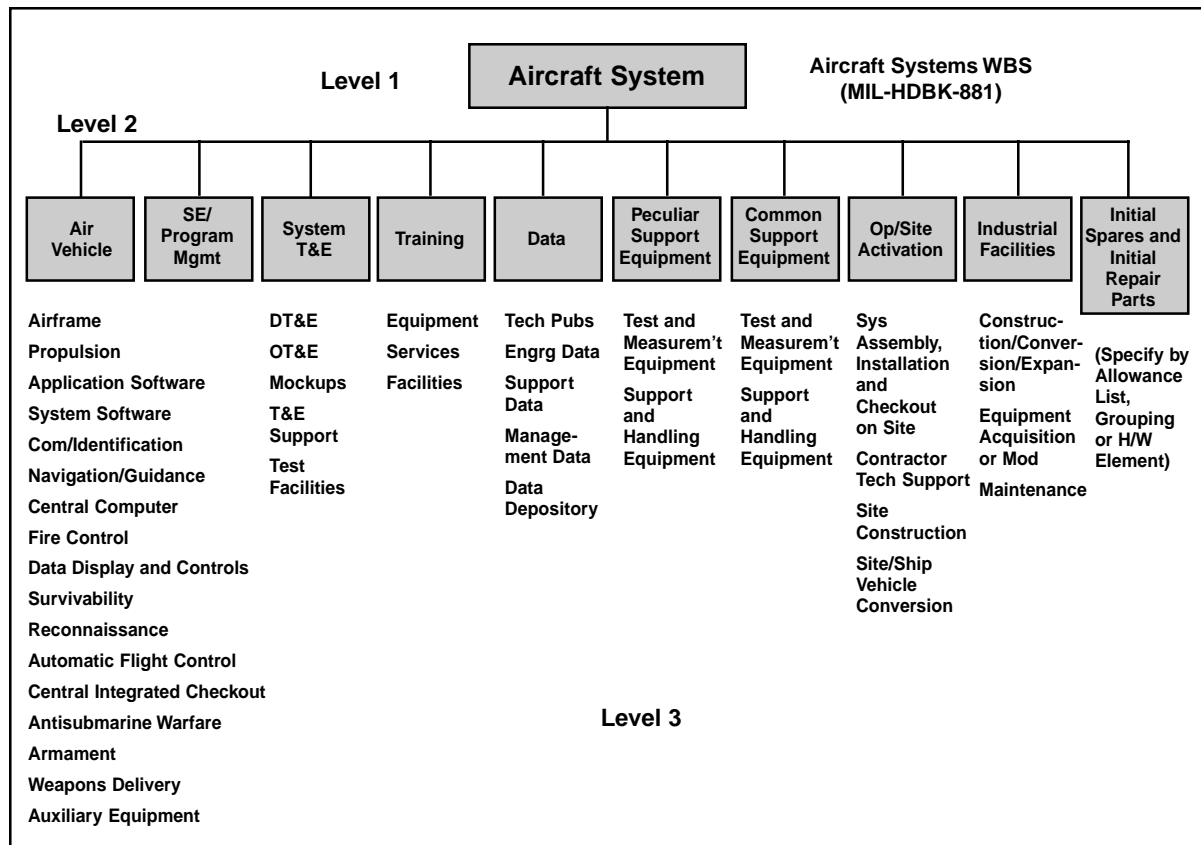 Level 1
Aircraft System
Aircraft Systems WBS
(MIL-HDBK-881)
Level 2
Air
Vehicle
SE/
Program
Mgmt
System
T&E
Training
Data
Peculiar
Support
Equipment
Common
Support
Equipment
Op/Site
Activation
Industrial
Facilities
Initial
Spares and
Initial
Repair
Parts
Airframe
Propulsion
Application Software
System Software
Com/Identification
Navigation/Guidance
Central Computer
Fire Control
Data Display and Controls
Survivability
Reconnaissance
Automatic Flight Control
Central Integrated Checkout
Antisubmarine Warfare
Armament
Weapons Delivery
Auxiliary Equipment
DT&E
OT&E
Mockups
T&E
Support
Test
Facilities
Equipment
Services
Facilities
Tech Pubs
Engrg Data
Support
Data
Manage-
ment Data
Data
Depository
Test and
Measurem’t
Equipment
Support
and
Handling
Equipment
Test and
Measurem’t
Equipment
Support
and
Handling
Equipment
Sys
Assembly,
Installation
and
Checkout
on Site
Contractor
Tech Support
Site
Construction
Site/Ship
Vehicle
Conversion
Construc-
tion/Conver-
sion/Expan-
sion
Equipment
Acquisition
or Mod
Maintenance
(Specify by
Allowance
List,
Grouping
or H/W
Element)
Level 3